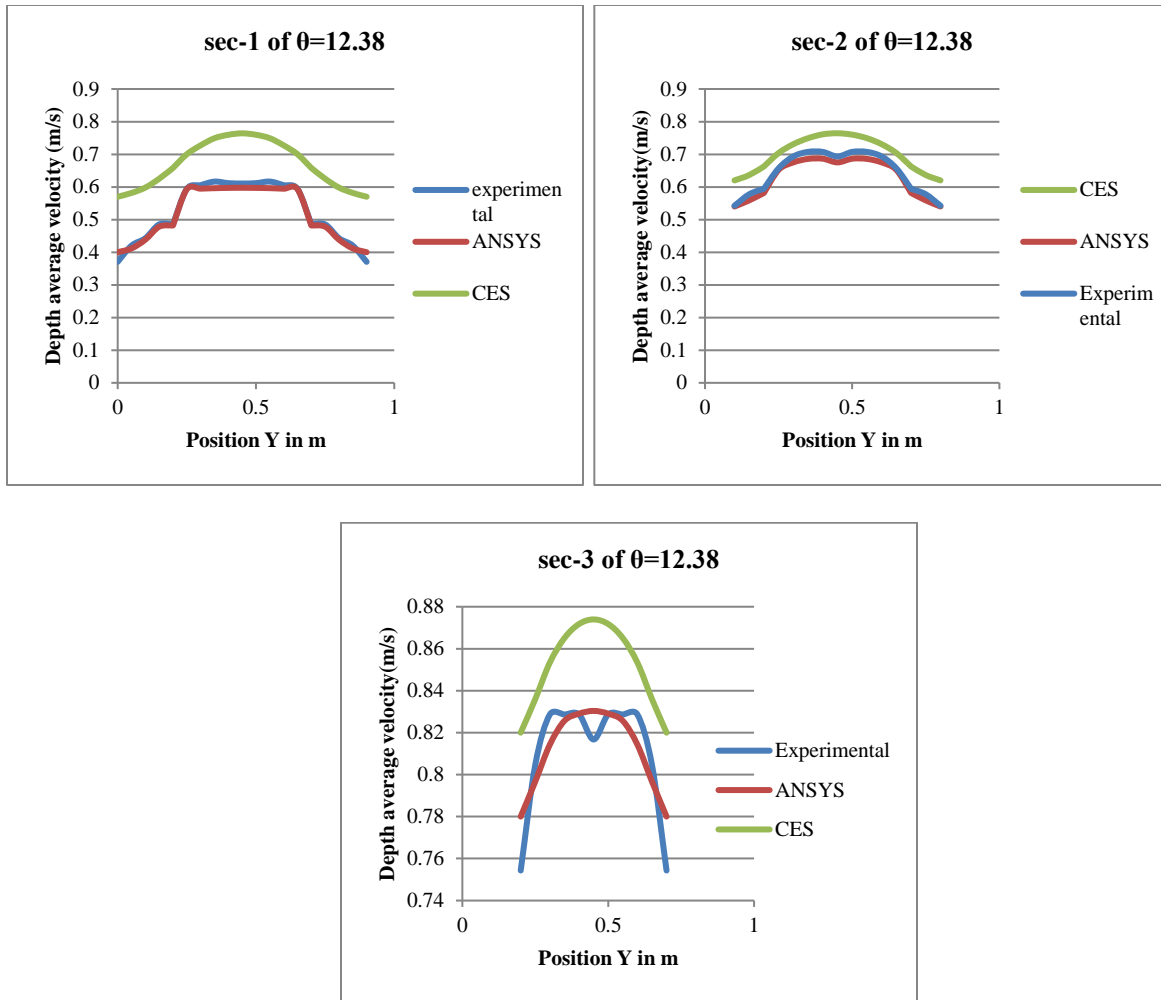 sec-1 of θ=12.38
Depth average velocity (m/s)
0.9
0.8
0.7
0.6
0.5
0.4
0.3
0.2
0.1
0
0
0.5
1
Position Y in m
experimen
tal
ANSYS
CES
sec-2 of θ=12.38
Depth average velocity(m/s)
0.9
0.8
0.7
0.6
0.5
0.4
0.3
0.2
0.1
0
0
0.5
1
Position Y in m
CES
ANSYS
Experim
ental
sec-3 of θ=12.38
Depth average velocity(m/s)
0.88
0.86
0.84
0.82
0.8
0.78
0.76
0.74
0
0.5
1
Position Y in m
Experimental
ANSYS
CES